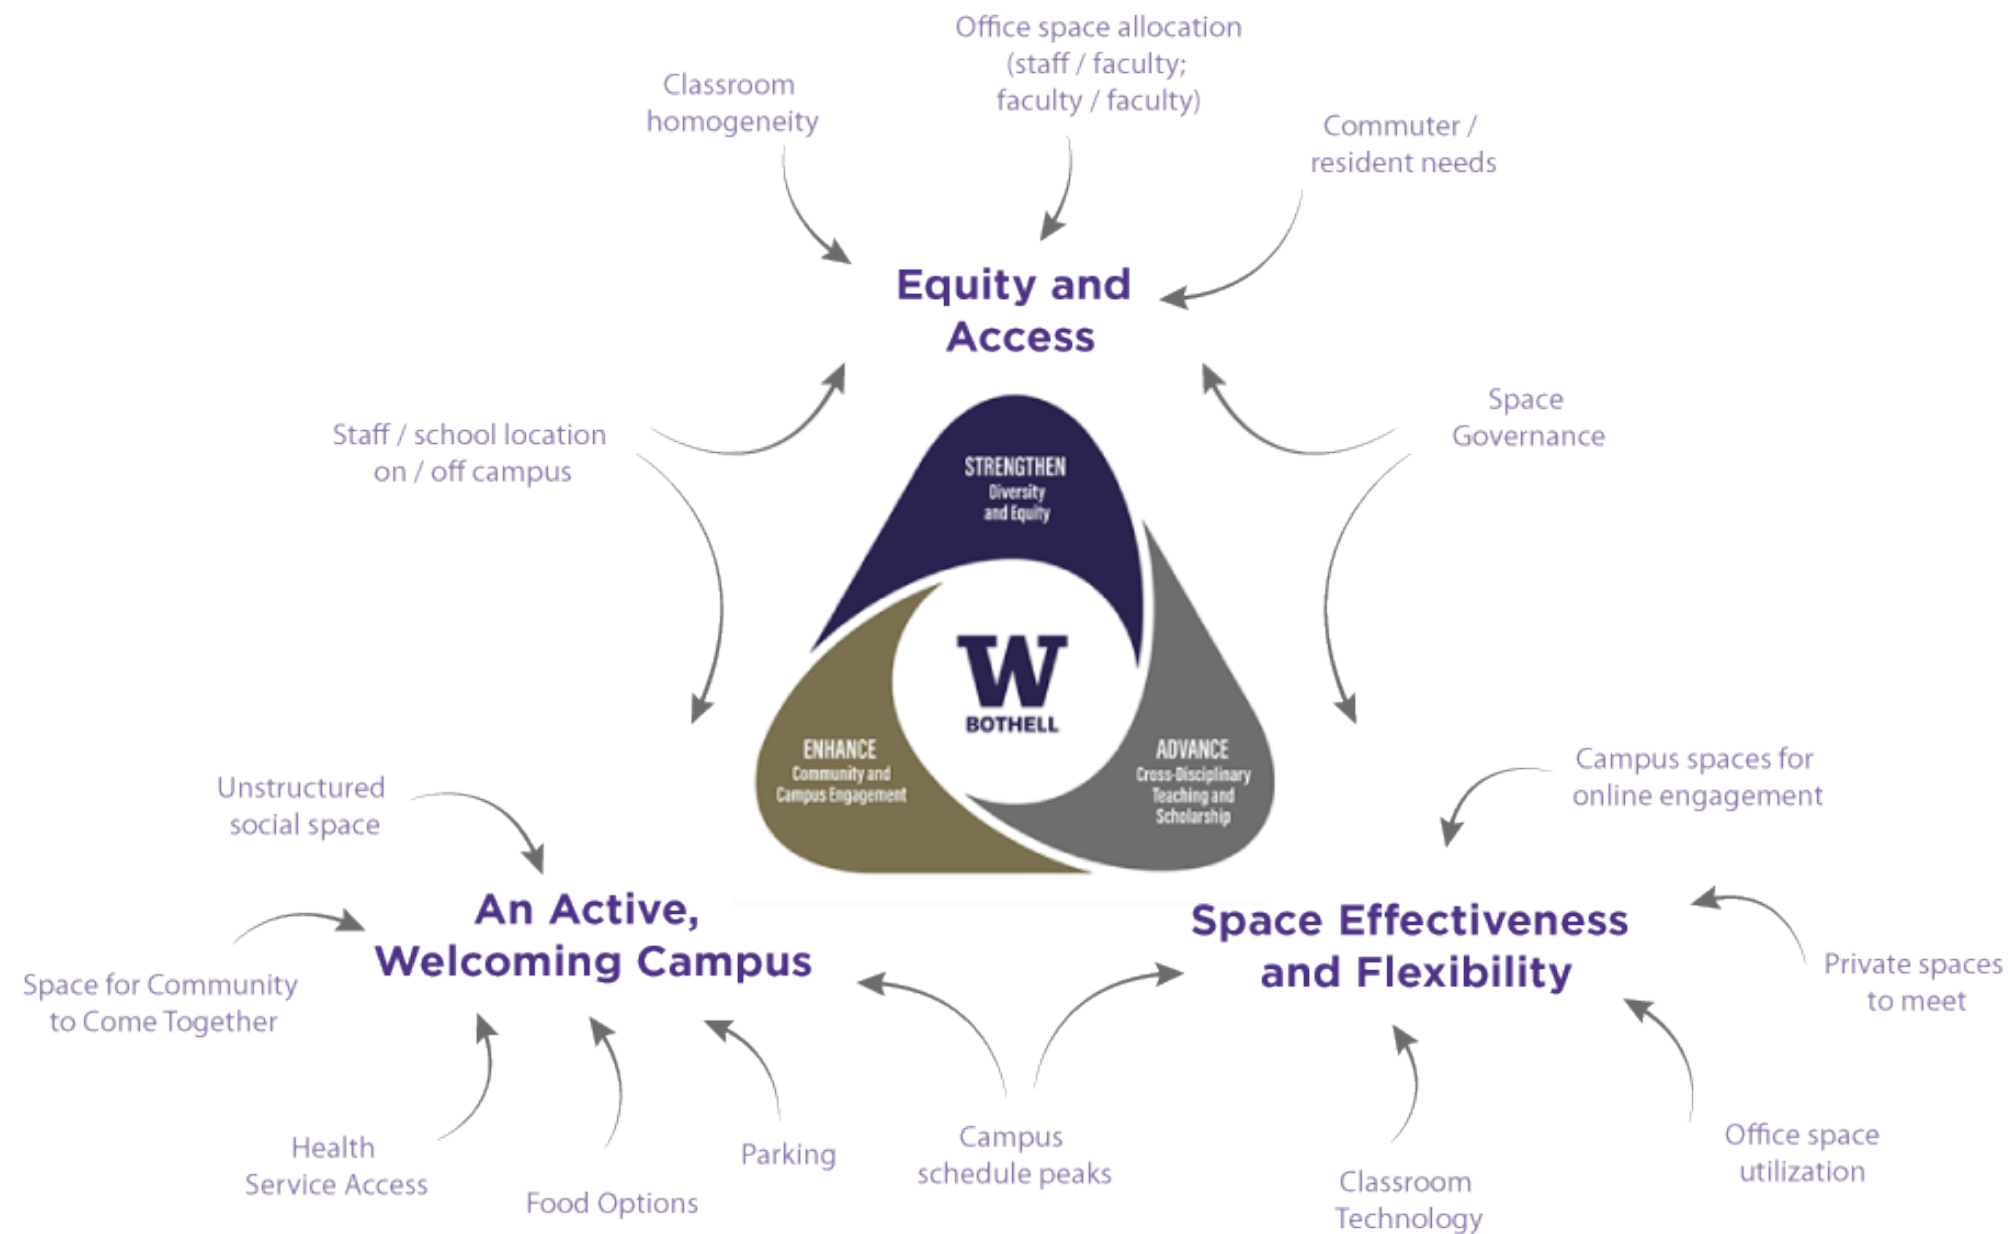 Office space allocation
(staff / faculty;
faculty / faculty)
Classroom
homogeneity
Commuter /
resident needs
Equity and
Access
Staff / school location
on / off campus
Space
Governance
STRENGTHEN
Diversity
and Equity
W
BOTHELL
ENHANCE
Community and
Campus Engagement
ADVANCE
Cross-Disciplinary
Teaching and
Scholarship
Unstructured
social space
Campus spaces for
online engagement
An Active,
Welcoming Campus
Space Effectiveness
and Flexibility
Space for Community
to Come Together
Private spaces
to meet
Health
Service Access
Food Options
Parking
Campus
schedule peaks
Classroom
Technology
Office space
utilization